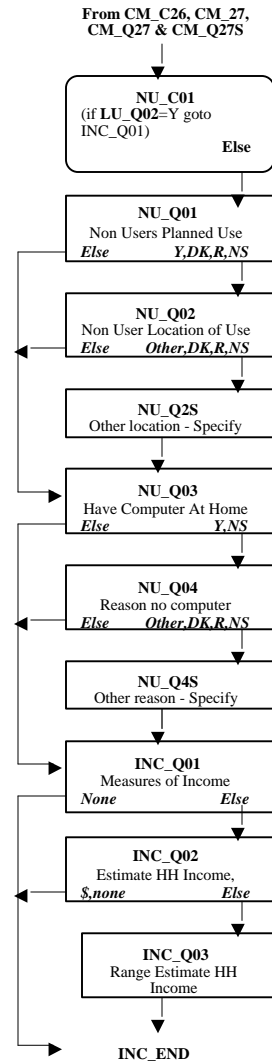 From CM_C26, CM_27,
CM_Q27 & CM_Q27S
NU_C01
(if LU_Q02=Y goto
INC_Q01)
Else
NU_Q01
Non Users Planned Use
Else Y,DK,R,NS
NU_Q02
Non User Location of Use
Else Other,DK,R,NS
NU_Q2S
Other location - Specify
NU_Q03
Have Computer At Home
Else Y,NS
NU_Q04
Reason no computer
Else Other,DK,R,NS
NU_Q4S
Other reason - Specify
INC_Q01
Measures of Income
None Else
INC_Q02
Estimate HH Income,
$,none Else
INC_Q03
Range Estimate HH
Income
INC_END